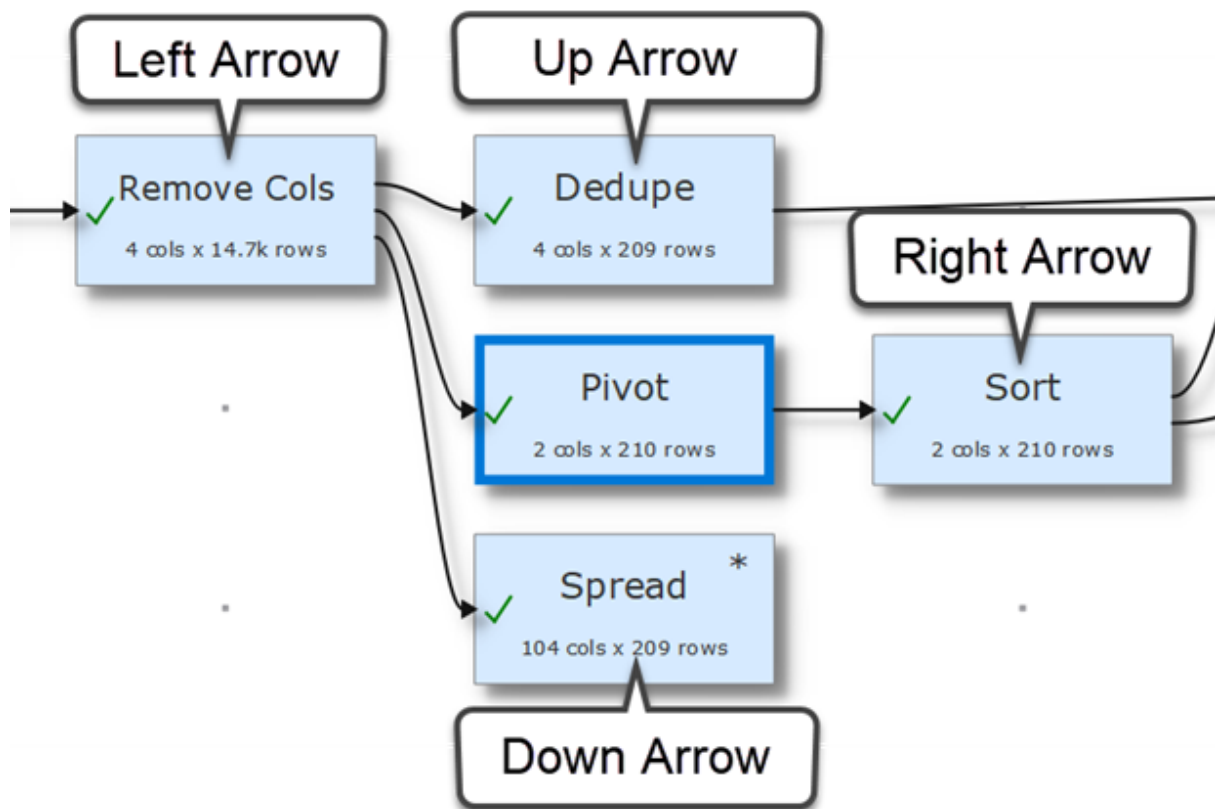 Left Arrow
Up Arrow
Remove Cols
4 cols x 14.7k rows
Dedupe
4 cols x 209 rows
Right Arrow
Pivot
2 cols x 210 rows
Sort
2 cols x 210 rows
Spread
*
104 cols x 209 rows
Down Arrow